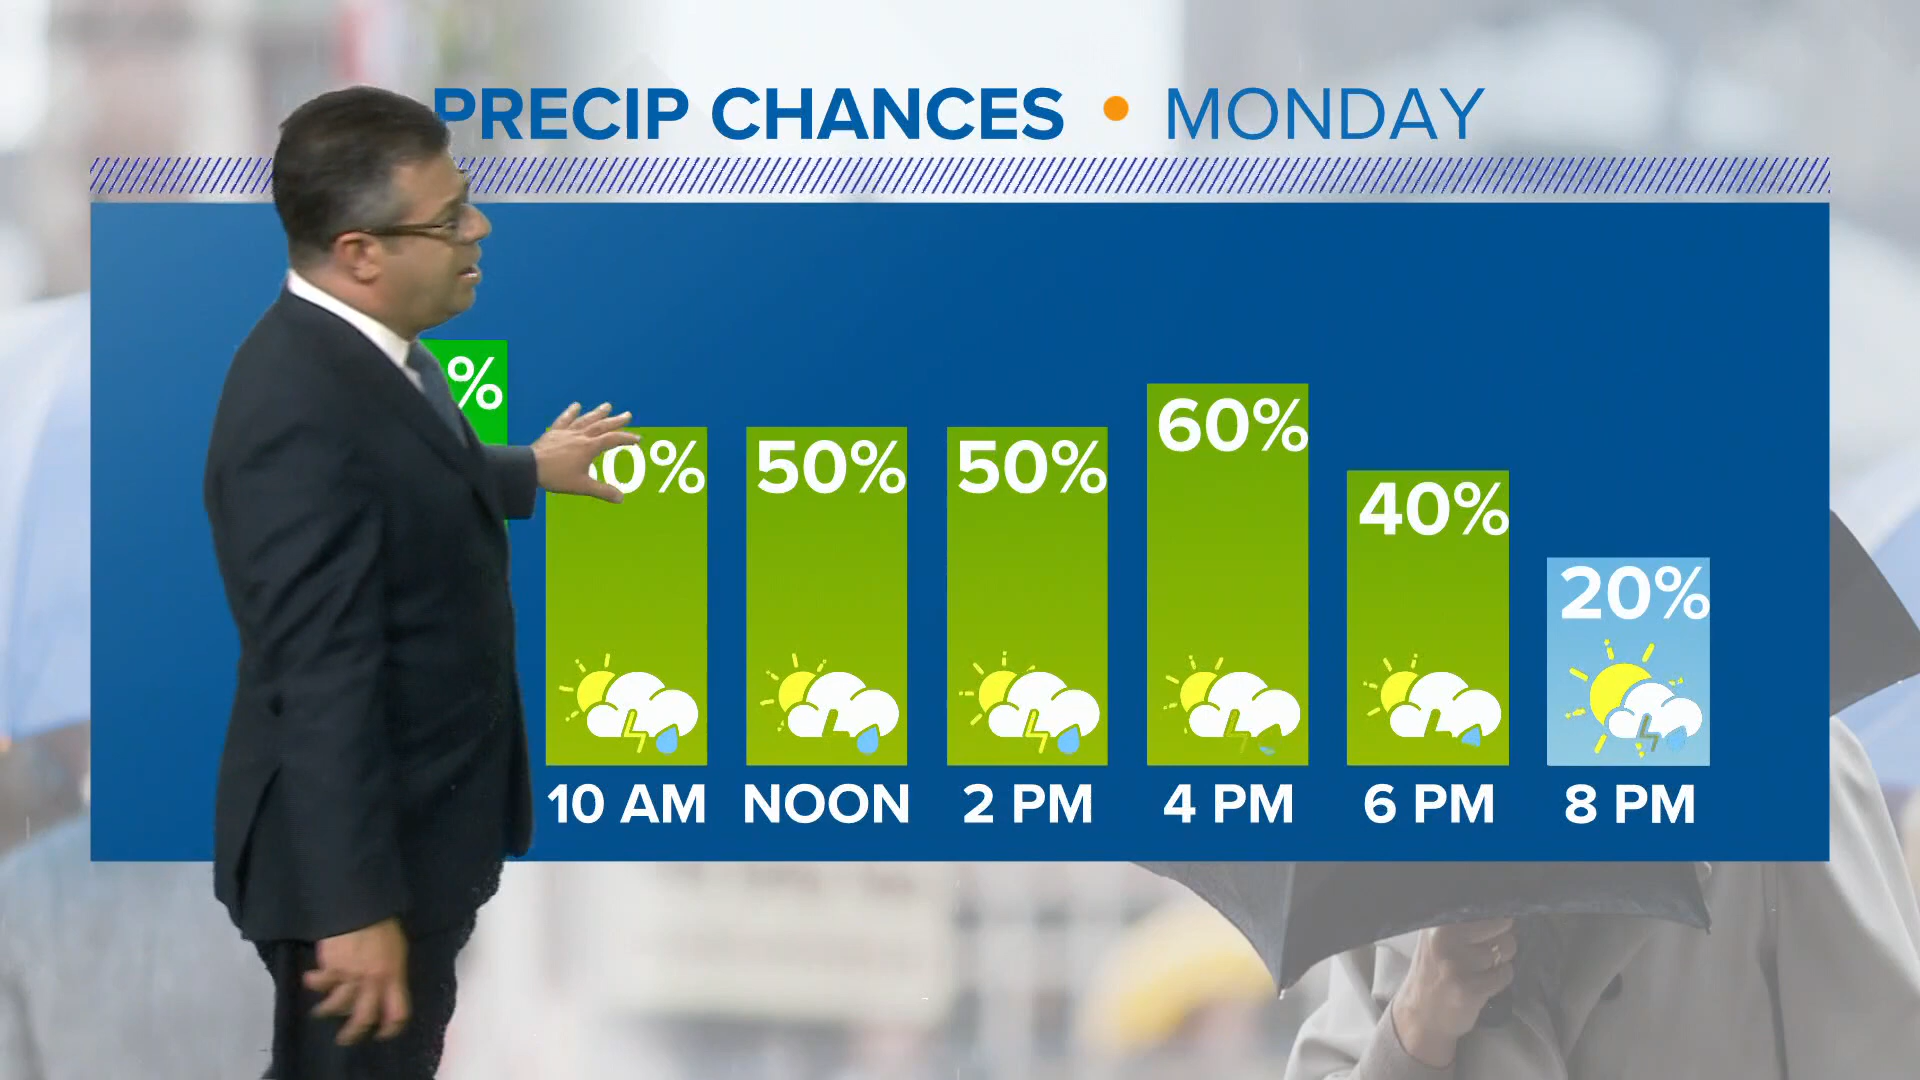 PRECIP CHANCES • MONDAY
%
0% 50% 50% 60% 40% 20%
10 AM NOON 2 PM 4 PM 6 PM 8 PM